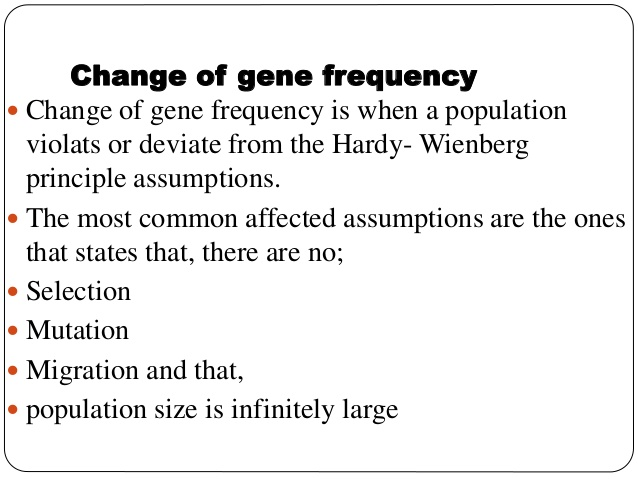 Change of gene frequency
• Change of gene frequency is when a population
violats or deviate from the Hardy- Wienberg
principle assumptions.
• The most common affected assumptions are the ones
that states that, there are no;
• Selection
• Mutation
• Migration and that,
• population size is infinitely large